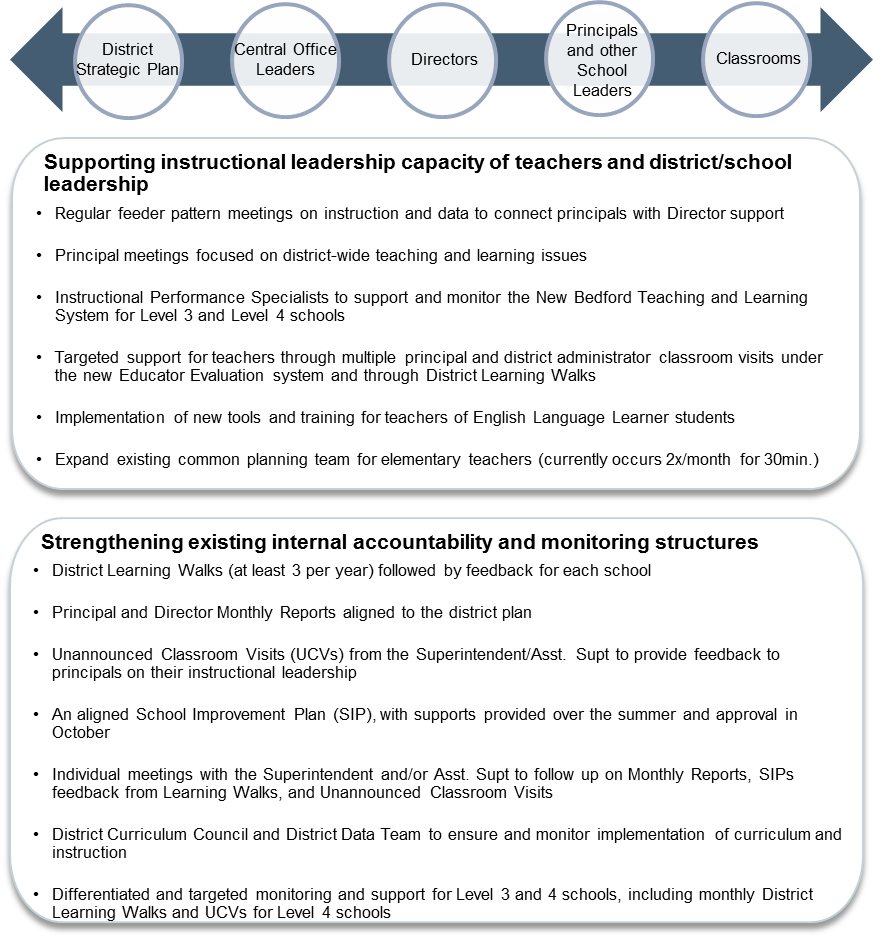 District
Strategic Plan
Central Office
Leaders
Directors
Principals
and other
School
Leaders
Classrooms
Supporting instructional leadership capacity of teachers and district/school
leadership
• Regular feeder pattern meetings on instruction and data to connect principals with Director support
• Principal meetings focused on district-wide teaching and learning issues
• Instructional Performance Specialists to support and monitor the New Bedford Teaching and Learning
System for Level 3 and Level 4 schools
• Targeted support for teachers through multiple principal and district administrator classroom visits under
the new Educator Evaluation system and through District Learning Walks
• Implementation of new tools and training for teachers of English Language Learner students
• Expand existing common planning team for elementary teachers (currently occurs 2x/month for 30min.)
Strengthening existing internal accountability and monitoring structures
• District Learning Walks (at least 3 per year) followed by feedback for each school
• Principal and Director Monthly Reports aligned to the district plan
• Unannounced Classroom Visits (UCVs) from the Superintendent/Asst. Supt to provide feedback to
principals on their instructional leadership
• An aligned School Improvement Plan (SIP), with supports provided over the summer and approval in
October
• Individual meetings with the Superintendent and/or Asst. Supt to follow up on Monthly Reports, SIPs
feedback from Learning Walks, and Unannounced Classroom Visits
• District Curriculum Council and District Data Team to ensure and monitor implementation of curriculum and
instruction
• Differentiated and targeted monitoring and support for Level 3 and 4 schools, including monthly District
Learning Walks and UCVs for Level 4 schools